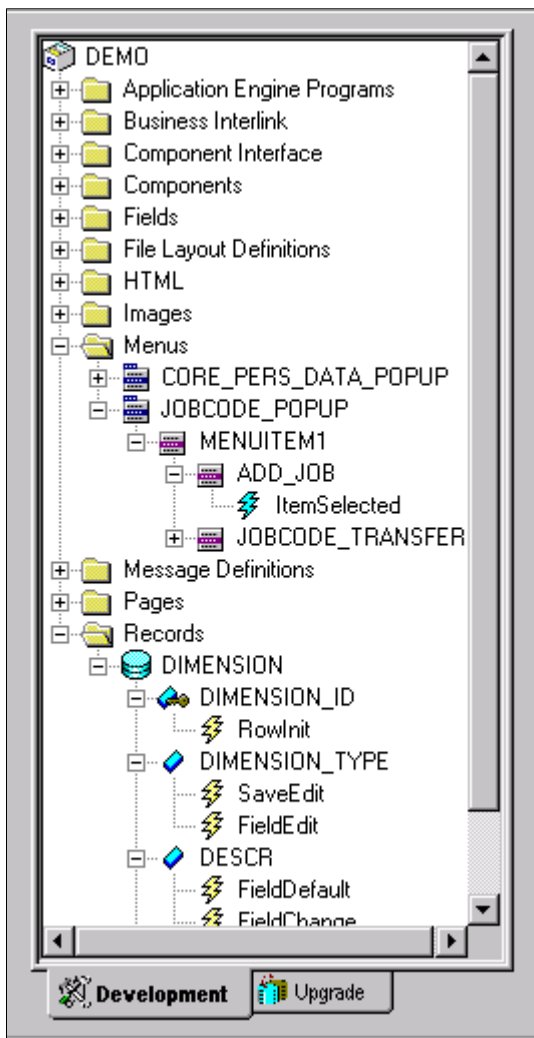 DEMO
Application Engine Programs
Business Interlink
Component Interface
Components
Fields
File Layout Definitions
HTML
Images
Menus
CORE_PERS_DATA_POPUP
JOBCODE_POPUP
MENUITEM1
ADD_JOB
ItemSelected
JOBCODE_TRANSFER
Message Definitions
Pages
Records
DIMENSION
DIMENSION_ID
RowInit
DIMENSION_TYPE
SaveEdit
FieldEdit
DESCR
FieldDefault
FieldChange
Development Upgrade